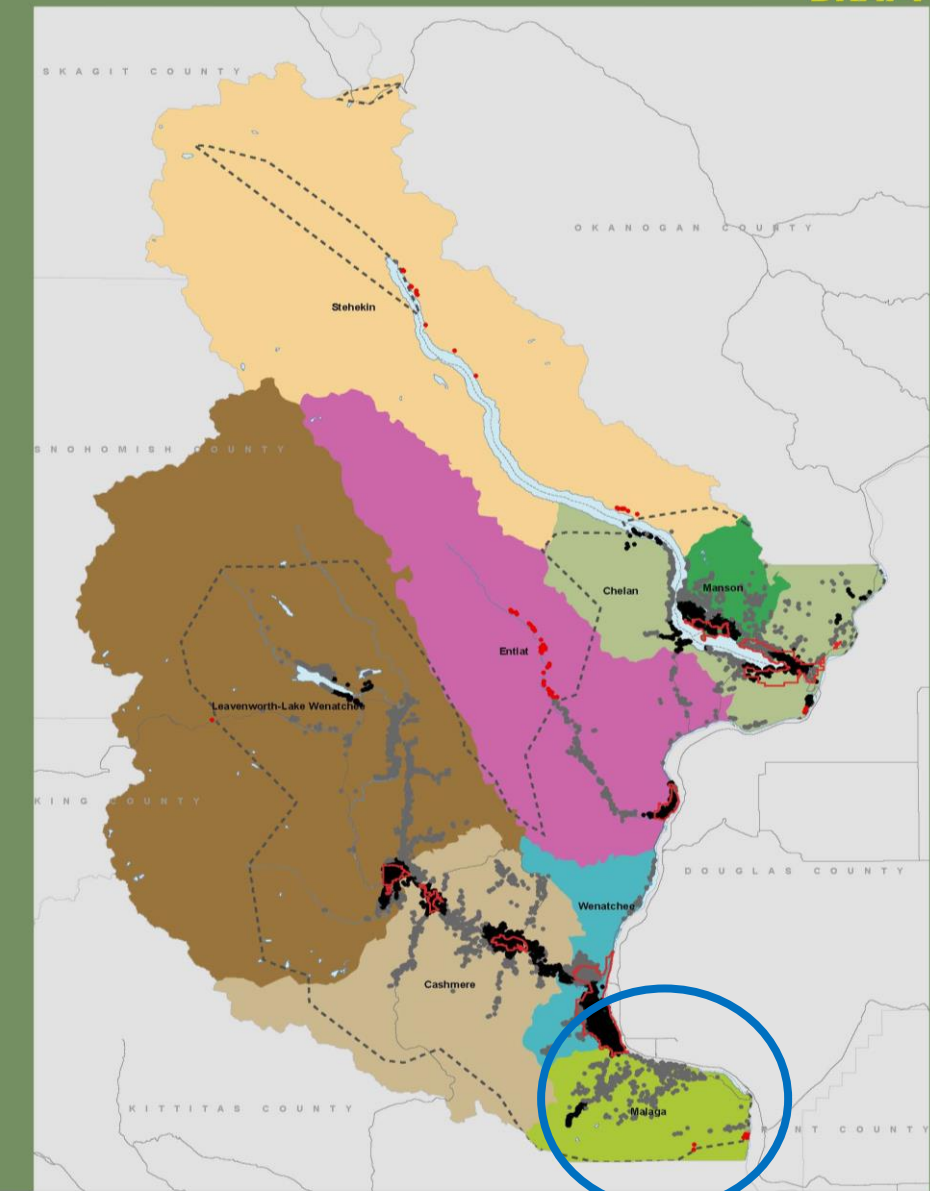 SKAGIT COUNTY
OKANOGAN COUNTY
Stehekin
SNOHOMISH COUNTY
Manson
Chelan
Entiat
Leavenworth-Lake Wenatchee
KING COUNTY
DOUGLAS COUNTY
Wenatchee
Cashmere
KITTITAS COUNTY
Malaga
NT COUNTY